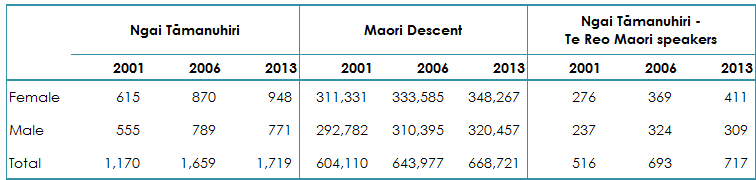 Ngai Tāmanuhiri Maori Descent Ngai Tāmanuhiri -
Te Reo Maori speakers
2001 2006 2013 2001 2006 2013 2001 2006 2013
Female 615 870 948 311,331 333,585 348,267 276 369 411
Male 555 789 771 292,782 310,395 320,457 237 324 309
Total 1,170 1,659 1,719 604,110 643,977 668,721 516 693 717